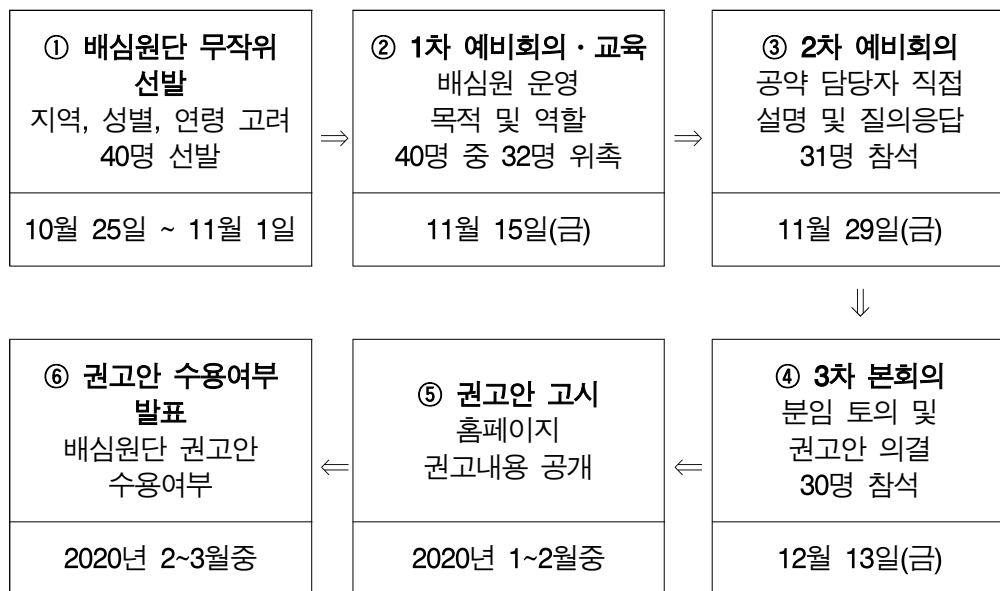 ① 배심원단 무작위
선발
지역, 성별, 연령 고려
40명 선발
10월 25일 ~ 11월 1일
⇒
② 1차 예비회의・교육
배심원 운영
목적 및 역할
40명 중 32명 위촉
11월 15일(금)
⇒
③ 2차 예비회의
공약 담당자 직접
설명 및 질의응답
31명 참석
11월 29일(금)
⇓
④ 3차 본회의
분임 토의 및
권고안 의결
30명 참석
12월 13일(금)
⇐
⑤ 권고안 고시
홈페이지
권고내용 공개
2020년 1~2월중
⇐
⑥ 권고안 수용여부
발표
배심원단 권고안
수용여부
2020년 2~3월중